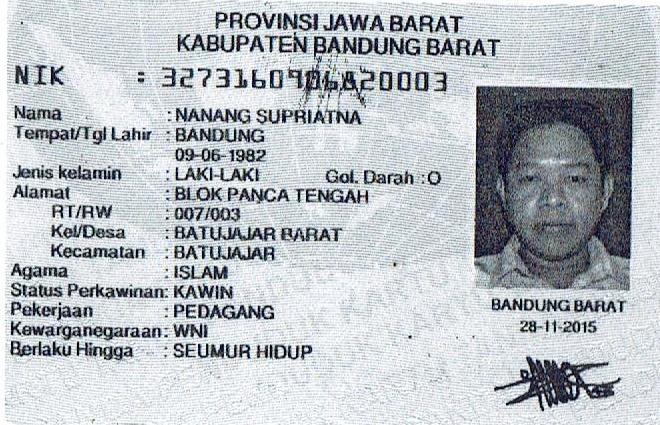 PROVINSI JAWA BARAT
KABUPATEN BANDUNG BARAT
NIK :
Nama : NANANG SUPRIATNA
Tempat/Tgl Lahir : BANDUNG
09-06-1982
Jenis kelamin : LAKI-LAKI Gol. Darah : O
Alamat : BLOK PANCA TENGAH
RT/RW : 007/003
Kel/Desa : BATUJAJAR BARAT
Kecamatan : BATUJAJAR
Agama : ISLAM
Status Perkawinan: KAWIN
Pekerjaan : PEDAGANG
Kewarganegaraan: WNI
Berlaku Hingga : SEUMUR HIDUP
BANDUNG BARAT
28-11-2015